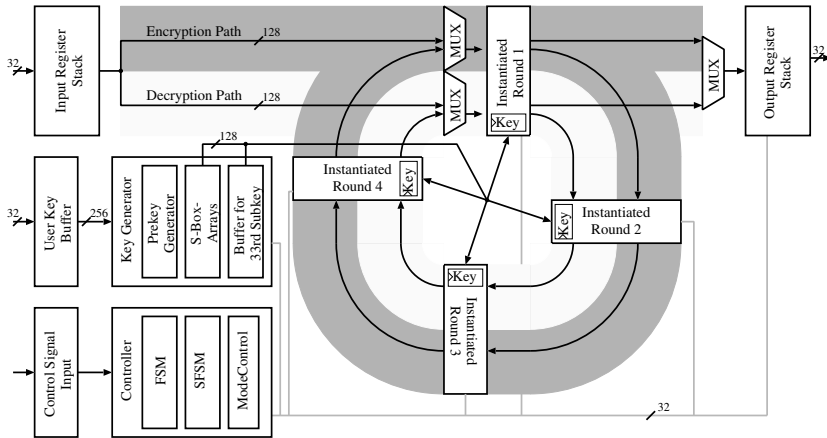 32
Input Register
Stack
Encryption Path
128
Decryption Path
128
MUX
MUX
Instantiated
Round 1
Key
MUX
Output Register
Stack
32
32
User Key
Buffer
256
Key Generator
Prekey
Generator
S-Box-
Arrays
Buffer for
33rd Subkey
128
Instantiated
Round 4
Key
Key
Instantiated
Round 2
Key
Instantiated
Round 3
Control Signal
Input
Controller
FSM
SFSM
ModeControl
32